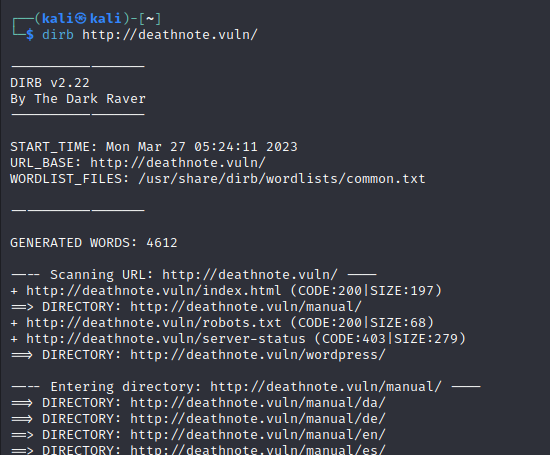 ┌──(kali㉿kali)-[~]
└─$ dirb http://deathnote.vuln/
-----------------
DIRB v2.22
By The Dark Raver
-----------------
START_TIME: Mon Mar 27 05:24:11 2023
URL_BASE: http://deathnote.vuln/
WORDLIST_FILES: /usr/share/dirb/wordlists/common.txt
-----------------
GENERATED WORDS: 4612
---- Scanning URL: http://deathnote.vuln/ ----
+ http://deathnote.vuln/index.html (CODE:200|SIZE:197)
==> DIRECTORY: http://deathnote.vuln/manual/
+ http://deathnote.vuln/robots.txt (CODE:200|SIZE:68)
+ http://deathnote.vuln/server-status (CODE:403|SIZE:279)
==> DIRECTORY: http://deathnote.vuln/wordpress/
---- Entering directory: http://deathnote.vuln/manual/ ----
==> DIRECTORY: http://deathnote.vuln/manual/da/
==> DIRECTORY: http://deathnote.vuln/manual/de/
==> DIRECTORY: http://deathnote.vuln/manual/en/
==> DIRECTORY: http://deathnote.vuln/manual/es/